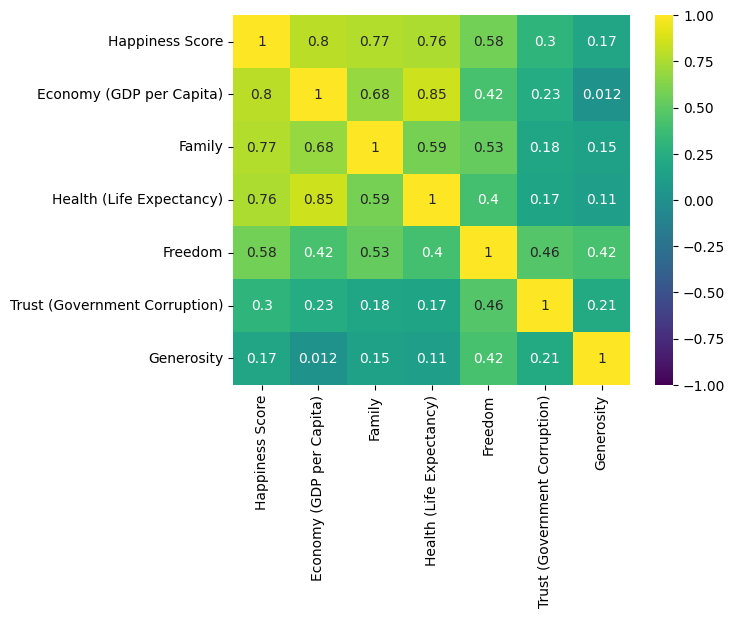 Happiness Score 1 0.8 0.77 0.76 0.58 0.3 0.17
Economy (GDP per Capita) 0.8 1 0.68 0.85 0.42 0.23 0.012
Family 0.77 0.68 1 0.59 0.53 0.18 0.15
Health (Life Expectancy) 0.76 0.85 0.59 1 0.4 0.17 0.11
Freedom 0.58 0.42 0.53 0.4 1 0.46 0.42
Trust (Government Corruption) 0.3 0.23 0.18 0.17 0.46 1 0.21
Generosity 0.17 0.012 0.15 0.11 0.42 0.21 1
Happiness Score
Economy (GDP per Capita)
Family
Health (Life Expectancy)
Freedom
Trust (Government Corruption)
Generosity
1.00
0.75
0.50
0.25
0.00
−0.25
−0.50
−0.75
−1.00